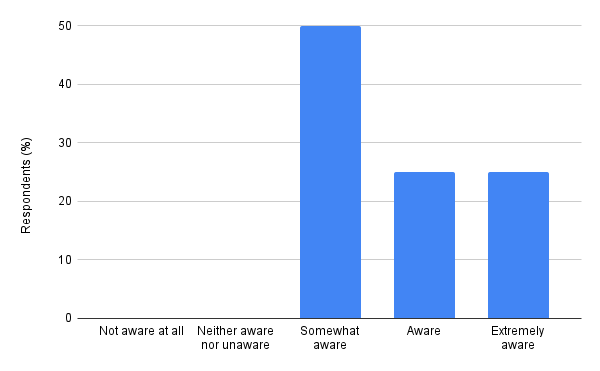 50
40
30
20
10
0
Respondents (%)
Not aware at all
Neither aware
nor unaware
Somewhat
aware
Aware
Extremely
aware